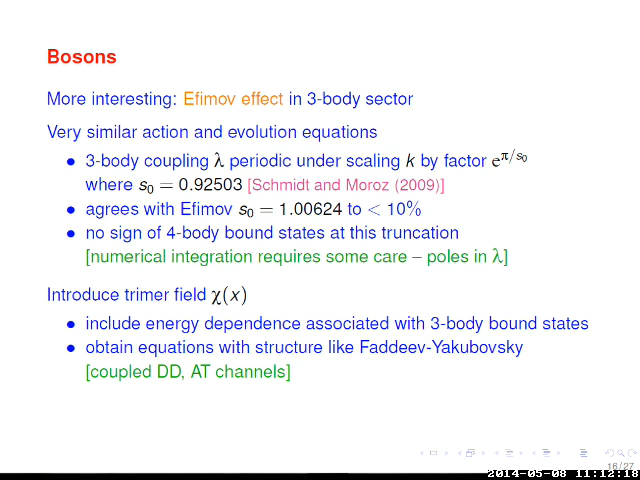 Bosons
More interesting: Efimov effect in 3-body sector
Very similar action and evolution equations
• 3-body coupling λ periodic under scaling k by factor e^π/s₀
where s₀ = 0.92503 [Schmidt and Moroz (2009)]
• agrees with Efimov s₀ = 1.00624 to < 10%
• no sign of 4-body bound states at this truncation
[numerical integration requires some care – poles in λ]
Introduce trimer field χ(x)
• include energy dependence associated with 3-body bound states
• obtain equations with structure like Faddeev-Yakubovsky
[coupled DD, AT channels]
16/27
2014-05-08 11:12:18